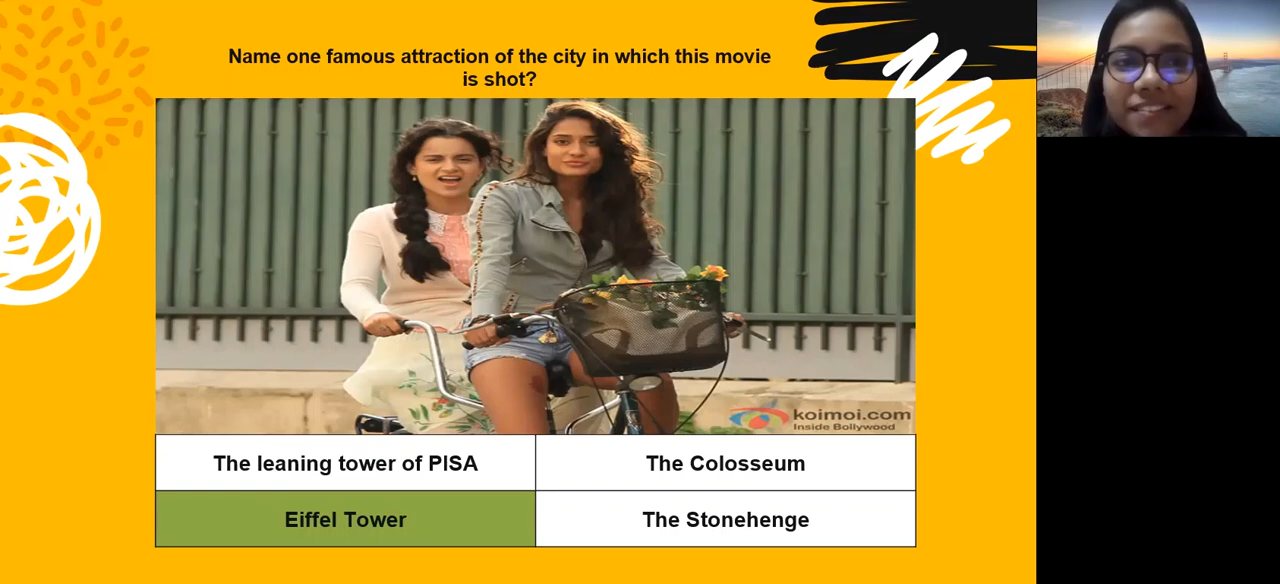 Name one famous attraction of the city in which this movie
is shot?
koimoi.com
Inside Bollywood
The leaning tower of PISA
The Colosseum
Eiffel Tower
The Stonehenge